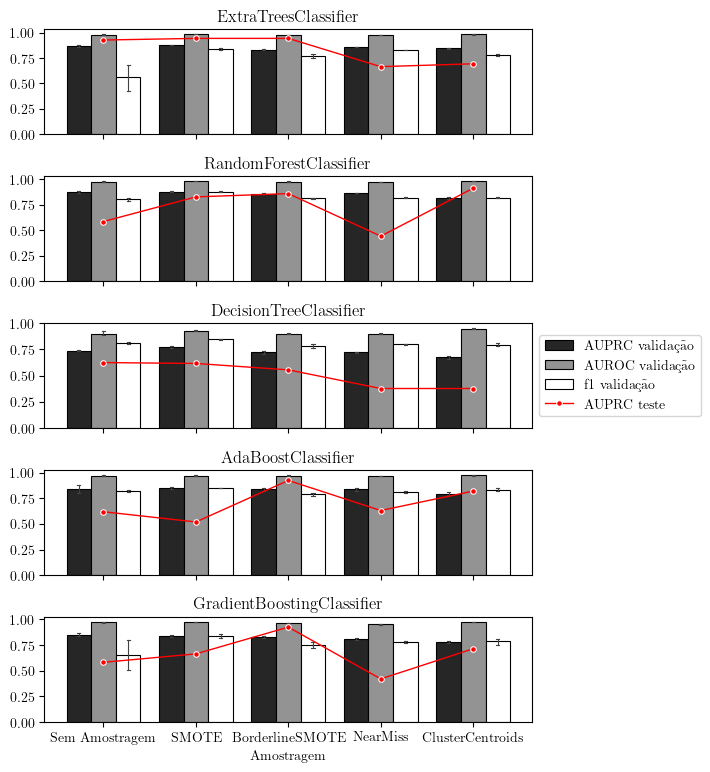 ExtraTreesClassifier
1.00
0.75
0.50
0.25
0.00
RandomForestClassifier
1.00
0.75
0.50
0.25
0.00
DecisionTreeClassifier
1.00
0.75
0.50
0.25
0.00
AUPRC validação
AUROC validação
f1 validação
AUPRC teste
AdaBoostClassifier
1.00
0.75
0.50
0.25
0.00
GradientBoostingClassifier
1.00
0.75
0.50
0.25
0.00
Sem Amostragem SMOTE BorderlineSMOTE NearMiss ClusterCentroids
Amostragem